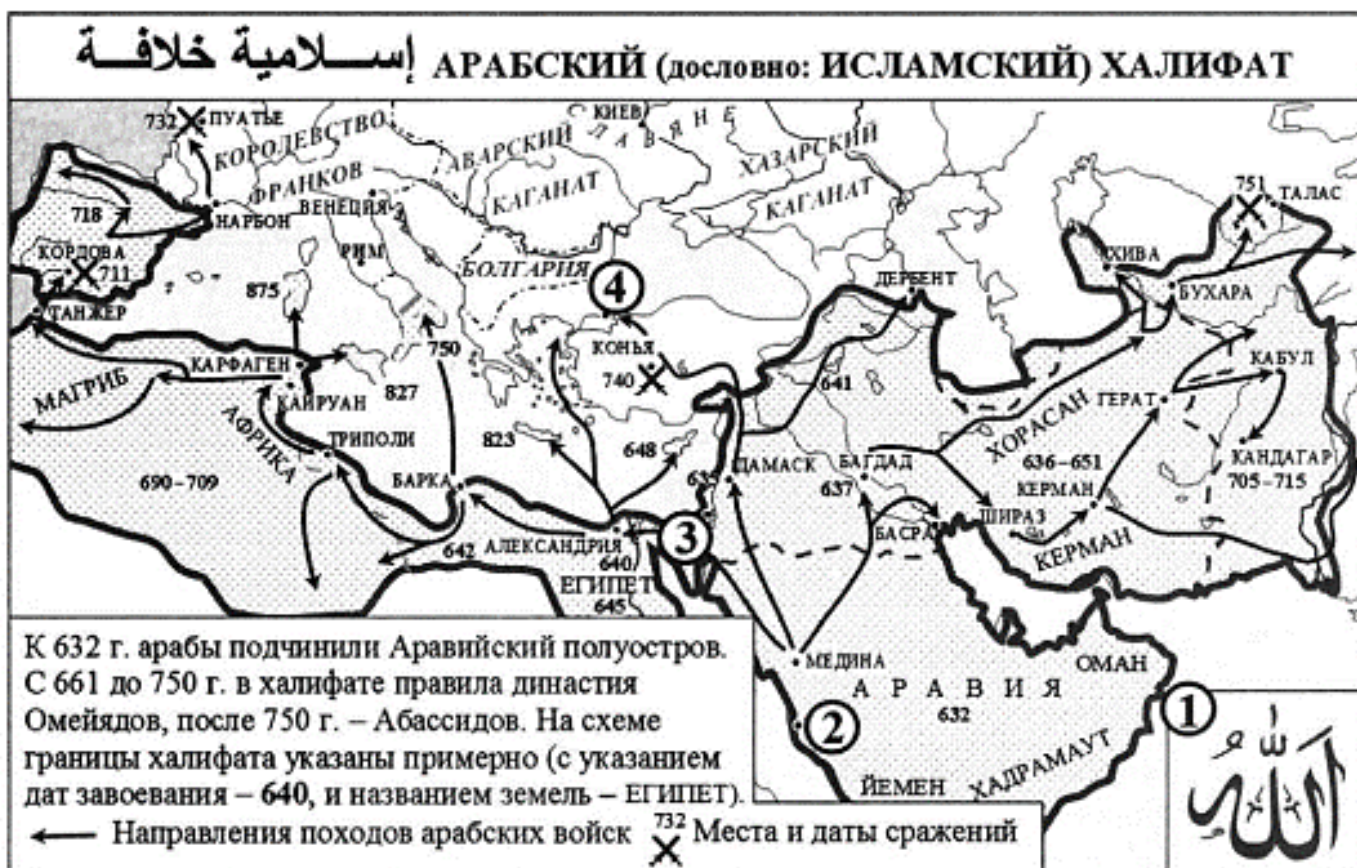 إسلامية خلافة АРАБСКИЙ (дословно: ИСЛАМСКИЙ) ХАЛИФАТ
732 ПУАТЬЕ
КОРОЛЕВСТВО
ФРАНКОВ
АВАРСКИЙ
КАГАНАТ
КИЕВ
СЛАВЯНЕ
ХАЗАРСКИЙ
КАГАНАТ
751
ТАЛАС
718
НАРБОН
ВЕНЕЦИЯ
КОРДОВА
711
РИМ
БОЛГАРИЯ
4
ДЕРБЕНТ
ХИВА
БУХАРА
875
ТАНЖЕР
КАРФАГЕН
750
КОНЬЯ
740
641
КАБУЛ
ГЕРАТ
МАГРИБ
КАЙРУАН
827
АФРИКА
ТРИПОЛИ
823
648
ХОРАСАН
636–651
КАНДАГАР
705–715
690–709
БАРКА
635
ДАМАСК
БАГДАД
637
КЕРМАН
ШИРАЗ
КЕРМАН
БАСРА
642
АЛЕКСАНДРИЯ
640
3
ЕГИПЕТ
645
МЕДИНА
АРАВИЯ
632
ОМАН
1
2
ЙЕМЕН
ХАДРАМАУТ
К 632 г. арабы подчинили Аравийский полуостров.
С 661 до 750 г. в халифате правила династия
Омейядов, после 750 г. – Абассидов. На схеме
границы халифата указаны примерно (с указанием
дат завоевания – 640, и названием земель – ЕГИПЕТ).
Направления походов арабских войск 732 Места и даты сражений
الله